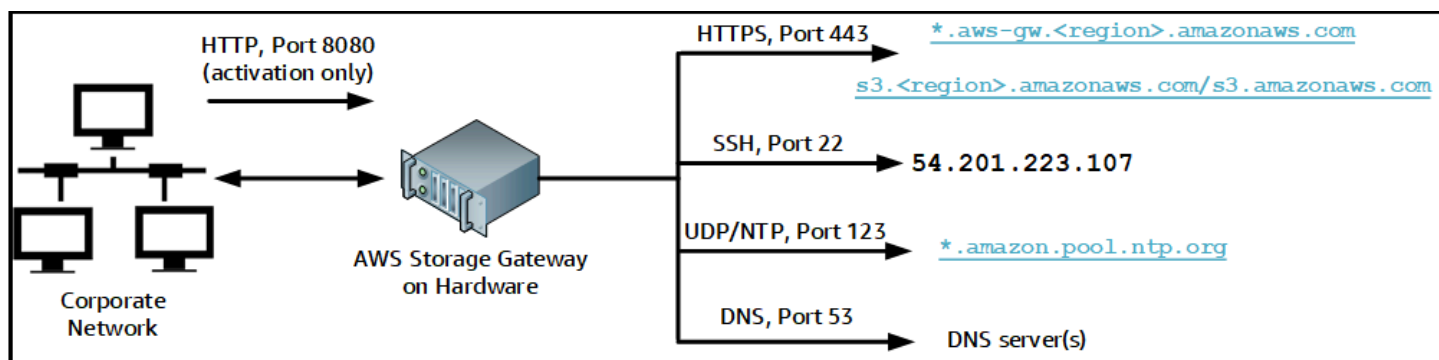 HTTP, Port 8080
(activation only)
Corporate
Network
AWS Storage Gateway
on Hardware
HTTPS, Port 443
*.aws-gw.<region>.amazonaws.com
s3.<region>.amazonaws.com/s3.amazonaws.com
SSH, Port 22
54.201.223.107
UDP/NTP, Port 123
*.amazon.pool.ntp.org
DNS, Port 53
DNS server(s)